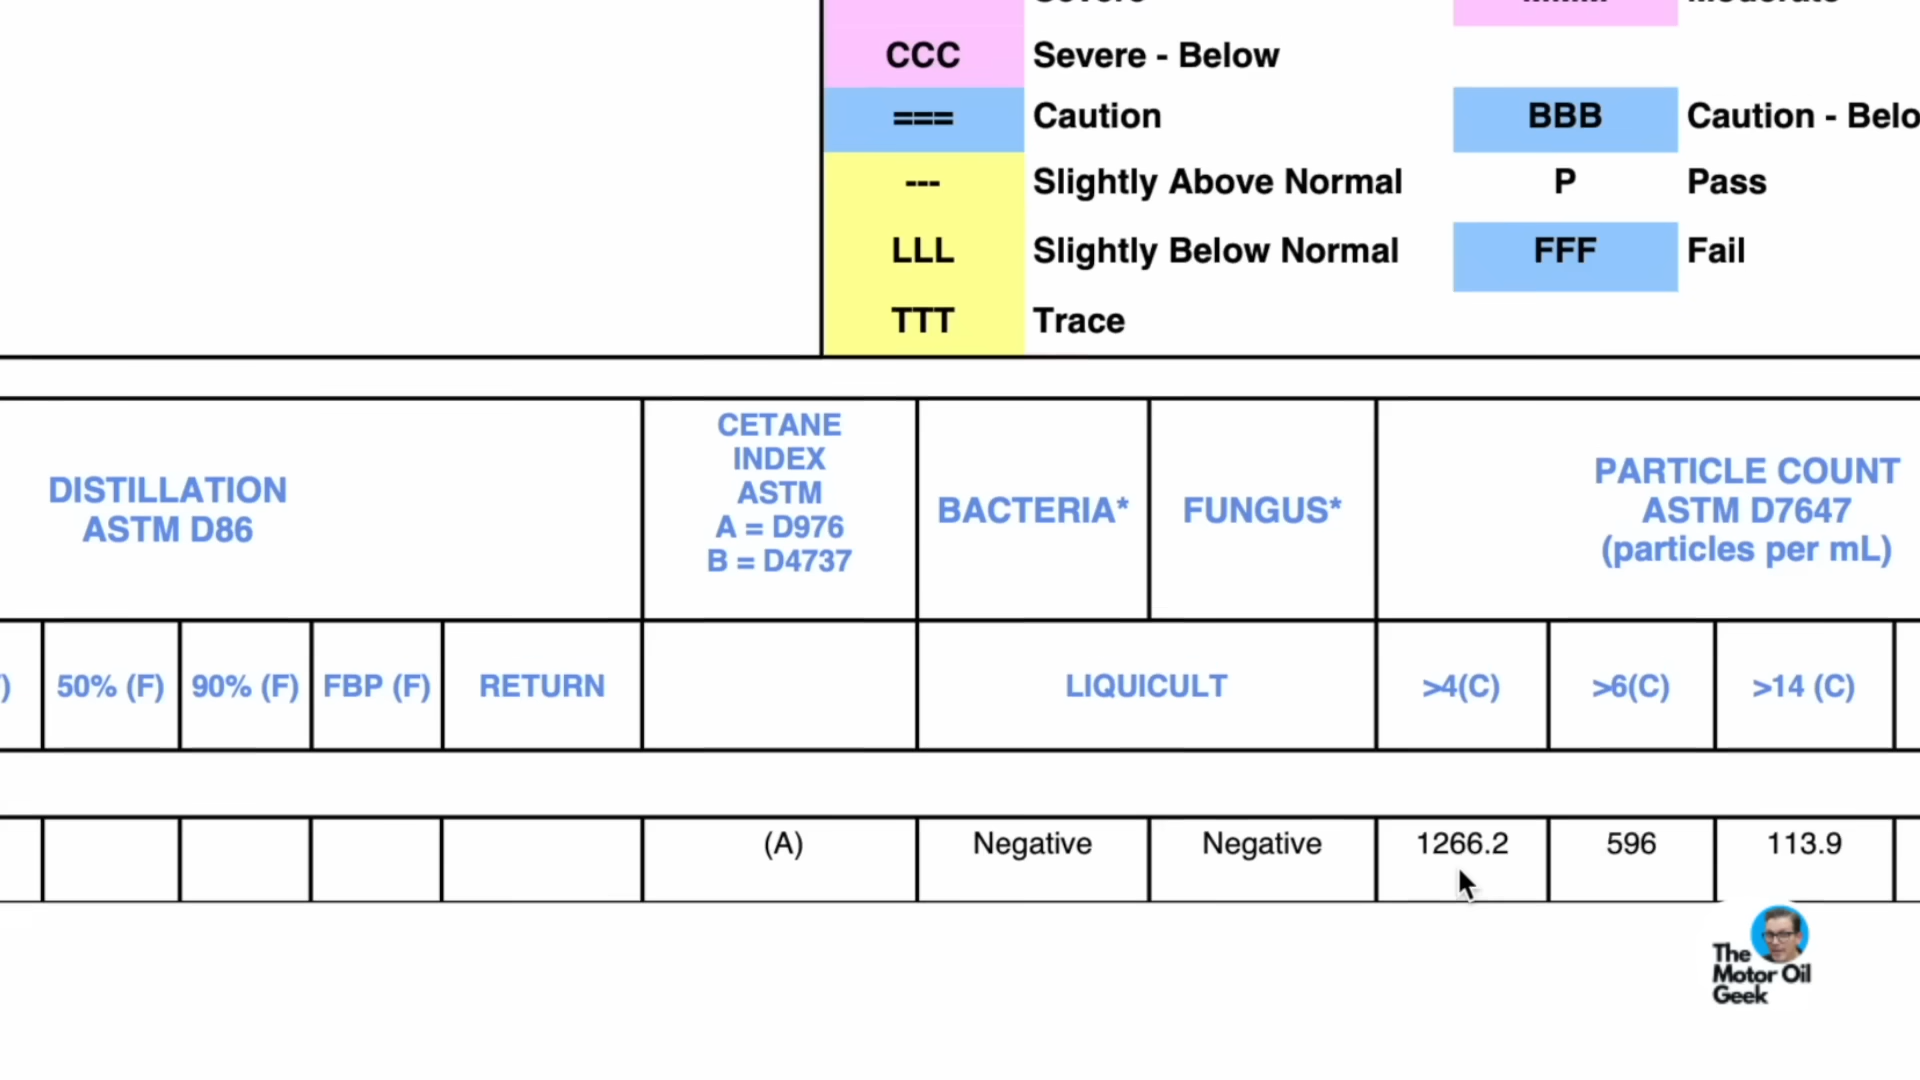 CCC Severe - Below
=== Caution BBB Caution - Belo
--- Slightly Above Normal P Pass
LLL Slightly Below Normal FFF Fail
TTT Trace
DISTILLATION
ASTM D86
CETANE
INDEX
ASTM
A = D976
B = D4737
BACTERIA*
FUNGUS*
PARTICLE COUNT
ASTM D7647
(particles per mL)
) 50% (F) 90% (F) FBP (F) RETURN LIQUICULT >4(C) >6(C) >14 (C)
(A) Negative Negative 1266.2 596 113.9
The
Motor Oil
Geek